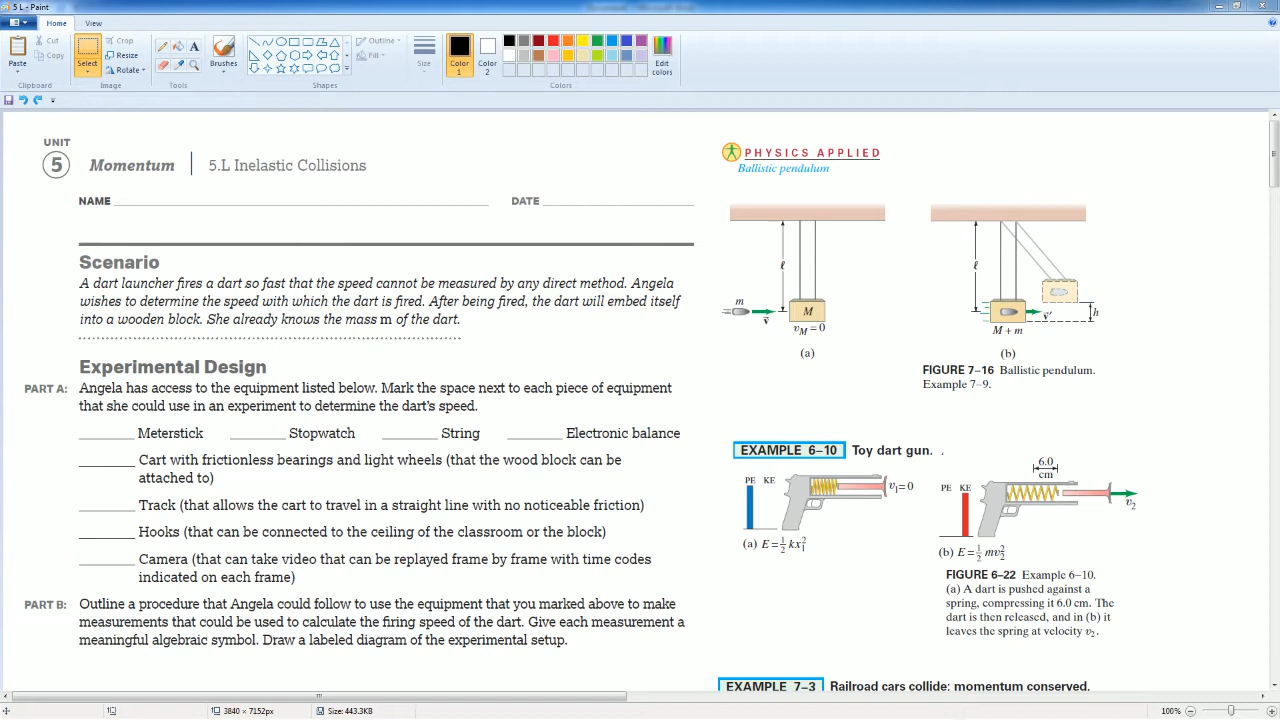 5 L - Paint
Home
View
Paste
Cut
Copy
Clipboard
Select
Crop
Resize
Rotate
Image
Tools
Brushes
Shapes
Outline
Fill
Size
Color 1
Color 2
Edit colors
Colors
UNIT
5
Momentum | 5.L Inelastic Collisions
NAME
DATE
Scenario
A dart launcher fires a dart so fast that the speed cannot be measured by any direct method. Angela
wishes to determine the speed with which the dart is fired. After being fired, the dart will embed itself
into a wooden block. She already knows the mass m of the dart.
Experimental Design
PART A:
Angela has access to the equipment listed below. Mark the space next to each piece of equipment
that she could use in an experiment to determine the dart's speed.
______ Meterstick ______ Stopwatch ______ String ______ Electronic balance
______ Cart with frictionless bearings and light wheels (that the wood block can be
attached to)
______ Track (that allows the cart to travel in a straight line with no noticeable friction)
______ Hooks (that can be connected to the ceiling of the classroom or the block)
______ Camera (that can take video that can be replayed frame by frame with time codes
indicated on each frame)
PART B:
Outline a procedure that Angela could follow to use the equipment that you marked above to make
measurements that could be used to calculate the firing speed of the dart. Give each measurement a
meaningful algebraic symbol. Draw a labeled diagram of the experimental setup.
PHYSICS APPLIED
Ballistic pendulum
ℓ
m
v⃗
M
v_M = 0
(a)
ℓ
v⃗′
h
M + m
(b)
FIGURE 7–16 Ballistic pendulum.
Example 7–9.
EXAMPLE 6–10 Toy dart gun.
PE KE
v₁ = 0
(a) E = ½ kx₁²
6.0
cm
PE KE
v₂
(b) E = ½ mv₂²
FIGURE 6–22 Example 6–10.
(a) A dart is pushed against a
spring, compressing it 6.0 cm. The
dart is then released, and in (b) it
leaves the spring at velocity v₂.
EXAMPLE 7–3 Railroad cars collide: momentum conserved.
3840 × 7152px
Size: 443.3KB
100%